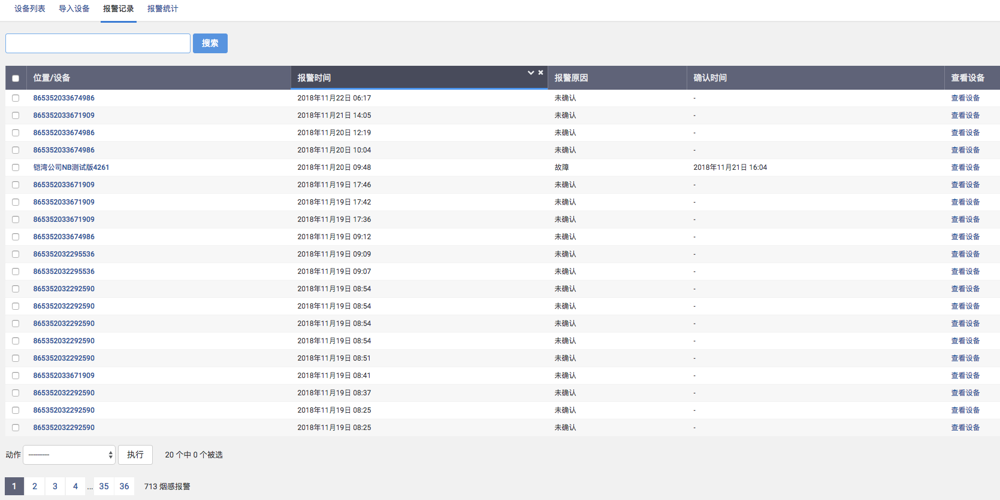 设备列表 导入设备 报警记录 报警统计
搜索
位置/设备 报警时间 报警原因 确认时间 查看设备
865352033674986 2018年11月22日 06:17 未确认 - 查看设备
865352033671909 2018年11月21日 14:05 未确认 - 查看设备
865352033674986 2018年11月20日 12:19 未确认 - 查看设备
865352033674986 2018年11月20日 10:04 未确认 - 查看设备
铠湾公司NB测试版4261 2018年11月20日 09:48 故障 2018年11月21日 16:04 查看设备
865352033671909 2018年11月19日 17:46 未确认 - 查看设备
865352033671909 2018年11月19日 17:42 未确认 - 查看设备
865352033671909 2018年11月19日 17:36 未确认 - 查看设备
865352033674986 2018年11月19日 09:12 未确认 - 查看设备
865352032295536 2018年11月19日 09:09 未确认 - 查看设备
865352032295536 2018年11月19日 09:07 未确认 - 查看设备
865352032292590 2018年11月19日 08:54 未确认 - 查看设备
865352032292590 2018年11月19日 08:54 未确认 - 查看设备
865352032292590 2018年11月19日 08:54 未确认 - 查看设备
865352032292590 2018年11月19日 08:54 未确认 - 查看设备
865352032292590 2018年11月19日 08:51 未确认 - 查看设备
865352033671909 2018年11月19日 08:41 未确认 - 查看设备
865352032292590 2018年11月19日 08:37 未确认 - 查看设备
865352032292590 2018年11月19日 08:25 未确认 - 查看设备
865352032292590 2018年11月19日 08:25 未确认 - 查看设备
动作 --------- 执行 20 个中 0 个被选
1 2 3 4 ... 35 36 713 烟感报警